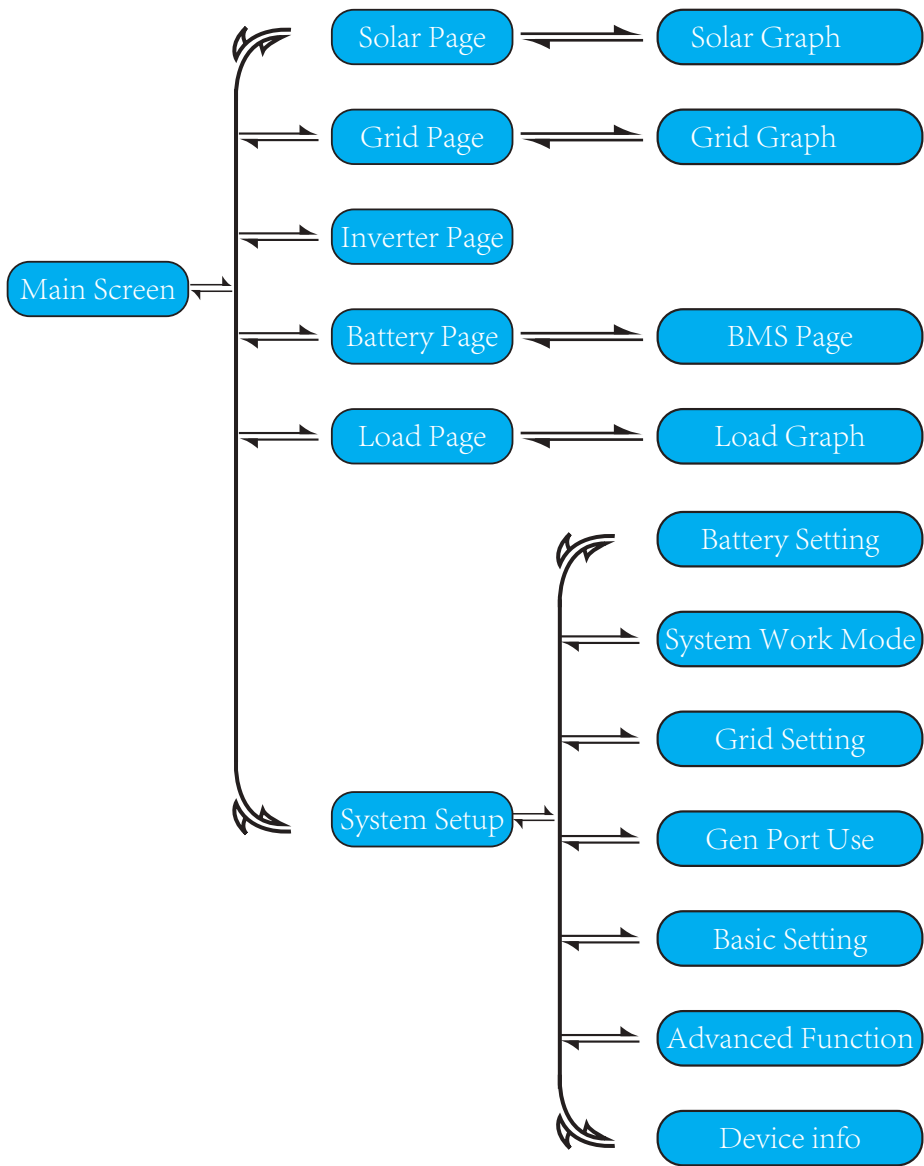 Solar Page
Solar Graph
Grid Page
Grid Graph
Inverter Page
Main Screen
Battery Page
BMS Page
Load Page
Load Graph
Battery Setting
System Work Mode
Grid Setting
System Setup
Gen Port Use
Basic Setting
Advanced Function
Device info